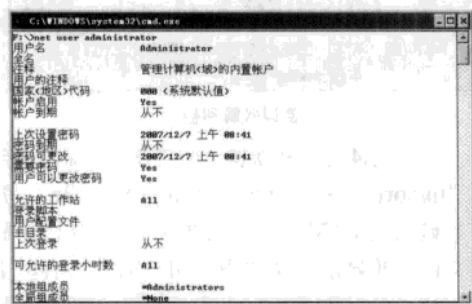 C:\WINDOWS\system32\cmd.exe
F:\>net user administrator
用户名 Administrator
全名
注释 管理计算机<域>的内置帐户
用户的注释
国家<地区>代码 000 <系统默认值>
帐户启用 Yes
帐户到期 从不
上次设置密码 2007/12/7 上午 08:41
密码到期 从不
密码可更改 2007/12/7 上午 08:41
需要密码 Yes
用户可以更改密码 Yes
允许的工作站 All
登录脚本
用户配置文件
主目录
上次登录 从不
可允许的登录小时数 All
本地组成员 *Administrators
全局组成员 *None